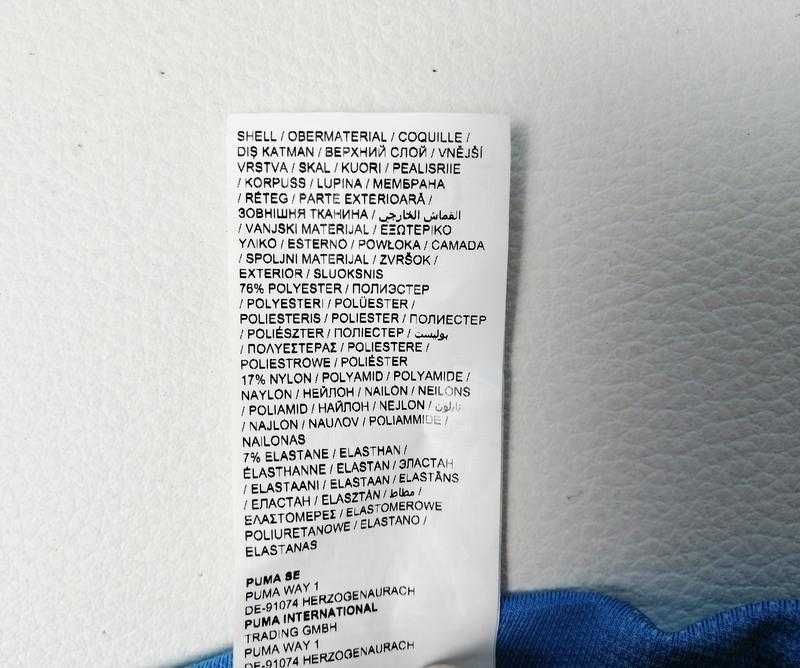 SHELL / OBERMATERIAL / COQUILLE /
DIŞ KATMAN / ВЕРХНИЙ СЛОЙ / VNĚJŠÍ
VRSTVA / SKAL / KUORI / PEALISRIIE
/ KORPUSS / LUPINA / МЕМБРАНА
/ RÉTEG / PARTE EXTERIOARĂ /
ЗОВНІШНЯ ТКАНИНА / القماش الخارجي
/ VANJSKI MATERIJAL / ΕΞΩΤΕΡΙΚΟ
ΥΛΙΚΟ / ESTERNO / POWŁOKA / CAMADA
/ SPOLJNI MATERIJAL / ZVRŠOK /
EXTERIOR / SLUOKSNIS
76% POLYESTER / ПОЛИЭСТЕР
/ POLYESTERI / POLÜESTER /
POLIESTERIS / POLIESTER / ПОЛИЕСТЕР
/ POLIÉSZTER / ПОЛІЕСТЕР / بوليستر
/ ΠΟΛΥΕΣΤΕΡΑΣ / POLIESTERE /
POLIESTROWE / POLIÉSTER
17% NYLON / POLYAMID / POLYAMIDE /
NAYLON / НЕЙЛОН / NAILON / NEILONS
/ POLIAMID / НАЙЛОН / NEJLON / نايلون
/ NAJLON / ΝΑUΛOV / POLIAMMIDE /
NAILONAS
7% ELASTANE / ELASTHAN /
ÉLASTHANNE / ELASTAN / ЭЛАСТАН
/ ELASTAANI / ELASTAAN / ELASTĀNS
/ ЕЛАСТАН / ELASZTÁN / مطاط /
ΕΛΑΣΤΟΜΕΡΕΣ / ELASTOMEROWE
POLIURETANOWE / ELASTANO /
ELASTANAS
PUMA SE
PUMA WAY 1
DE-91074 HERZOGENAURACH
PUMA INTERNATIONAL
TRADING GMBH
PUMA WAY 1
DE-91074 HERZOGENAURACH